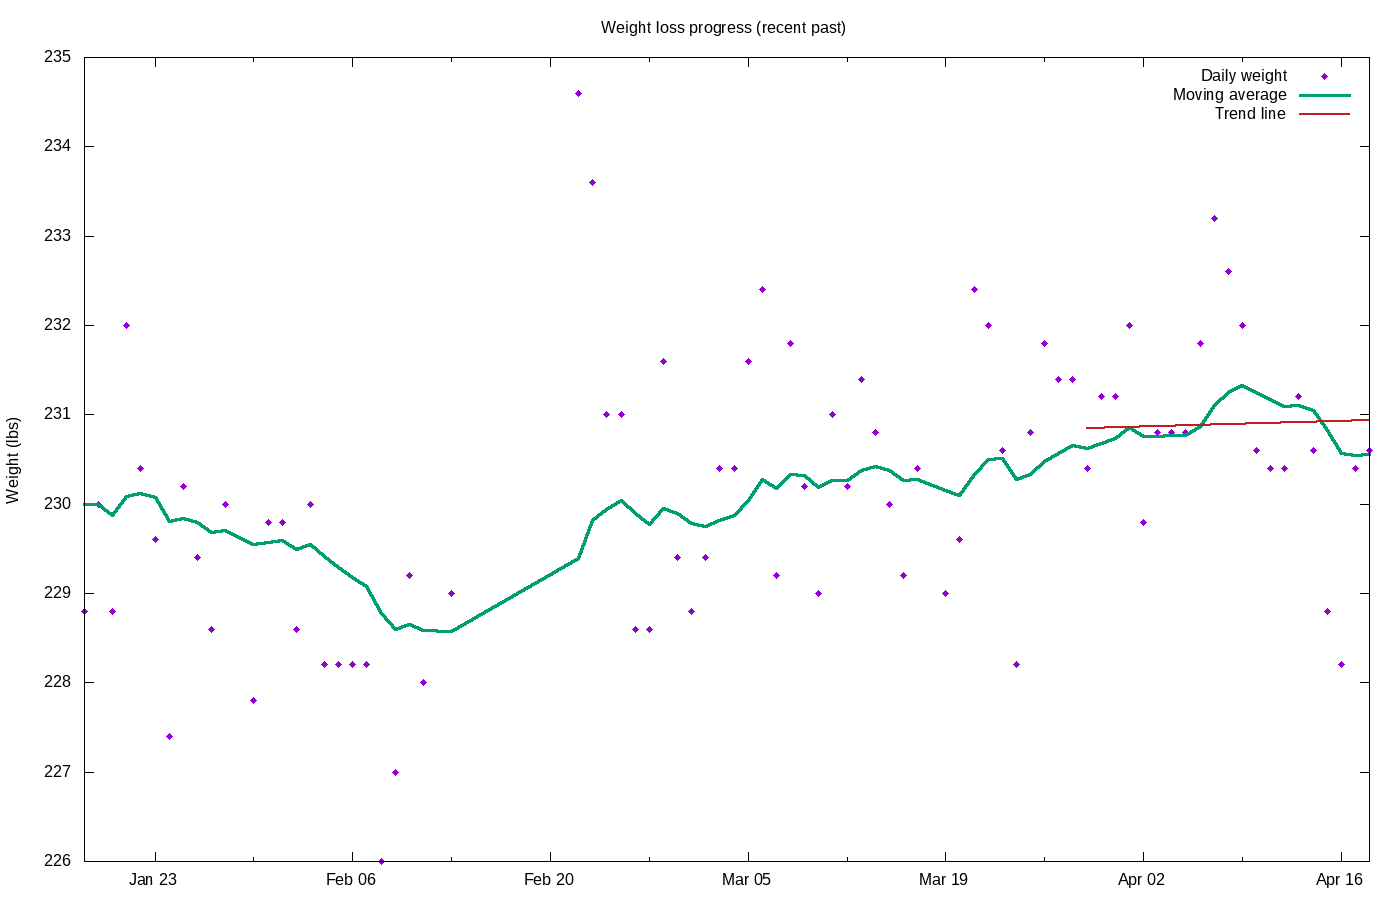 Weight loss progress (recent past)
235
234
233
232
231
230
229
228
227
226
Weight (lbs)
Daily weight
Moving average
Trend line
Jan 23
Feb 06
Feb 20
Mar 05
Mar 19
Apr 02
Apr 16